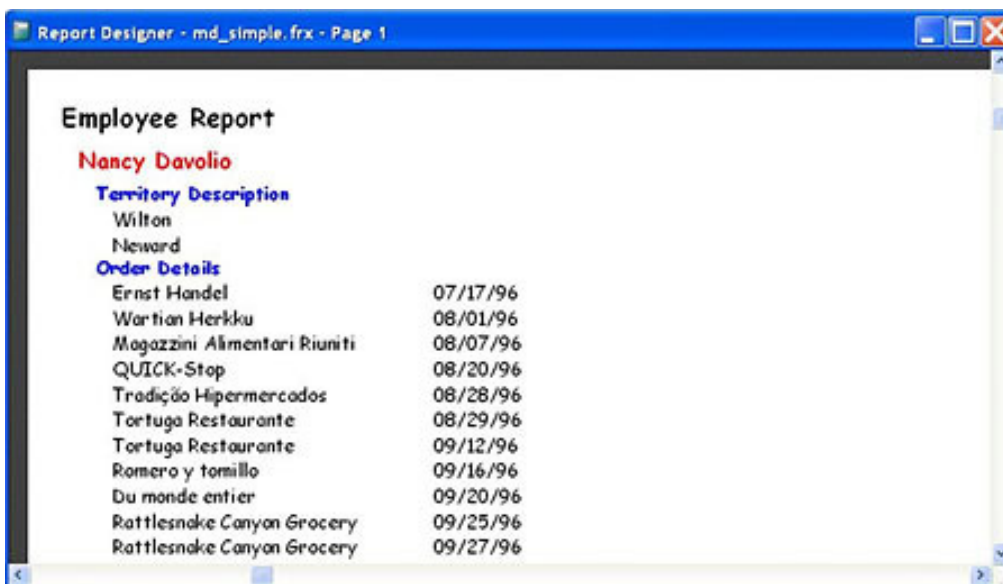 Report Designer - md_simple.frx - Page 1
Employee Report
Nancy Davolio
Territory Description
Wilton
Neward
Order Details
Ernst Handel 07/17/96
Wartian Herkku 08/01/96
Magazzini Alimentari Riuniti 08/07/96
QUICK-Stop 08/20/96
Tradição Hipermercados 08/28/96
Tortuga Restaurante 08/29/96
Tortuga Restaurante 09/12/96
Romero y tomillo 09/16/96
Du monde entier 09/20/96
Rattlesnake Canyon Grocery 09/25/96
Rattlesnake Canyon Grocery 09/27/96